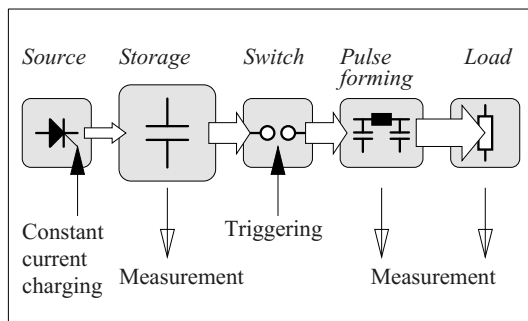 Source
Storage
Switch
Pulse
forming
Load
Constant
current
charging
Triggering
Measurement
Measurement